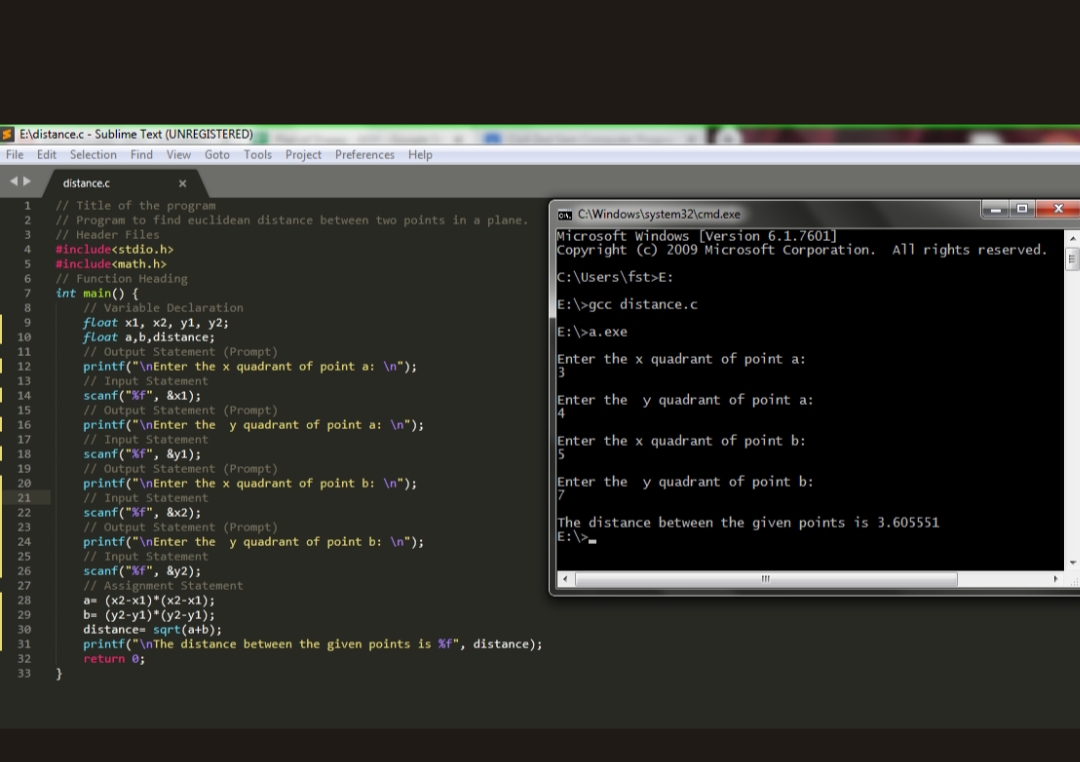 E:\distance.c - Sublime Text (UNREGISTERED)
File Edit Selection Find View Goto Tools Project Preferences Help
distance.c ×
1 // Title of the program
2 // Program to find euclidean distance between two points in a plane.
3 // Header Files
4 #include<stdio.h>
5 #include<math.h>
6 // Function Heading
7 int main() {
8 // Variable Declaration
9 float x1, x2, y1, y2;
10 float a,b,distance;
11 // Output Statement (Prompt)
12 printf("\nEnter the x quadrant of point a: \n");
13 // Input Statement
14 scanf("%f", &x1);
15 // Output Statement (Prompt)
16 printf("\nEnter the  y quadrant of point a: \n");
17 // Input Statement
18 scanf("%f", &y1);
19 // Output Statement (Prompt)
20 printf("\nEnter the x quadrant of point b: \n");
21 // Input Statement
22 scanf("%f", &x2);
23 // Output Statement (Prompt)
24 printf("\nEnter the  y quadrant of point b: \n");
25 // Input Statement
26 scanf("%f", &y2);
27 // Assignment Statement
28 a= (x2-x1)*(x2-x1);
29 b= (y2-y1)*(y2-y1);
30 distance= sqrt(a+b);
31 printf("\nThe distance between the given points is %f", distance);
32 return 0;
33 }
C:\Windows\system32\cmd.exe
Microsoft Windows [Version 6.1.7601]
Copyright (c) 2009 Microsoft Corporation.  All rights reserved.
C:\Users\fst>E:
E:\>gcc distance.c
E:\>a.exe
Enter the x quadrant of point a:
3
Enter the  y quadrant of point a:
4
Enter the x quadrant of point b:
5
Enter the  y quadrant of point b:
7
The distance between the given points is 3.605551
E:\>_